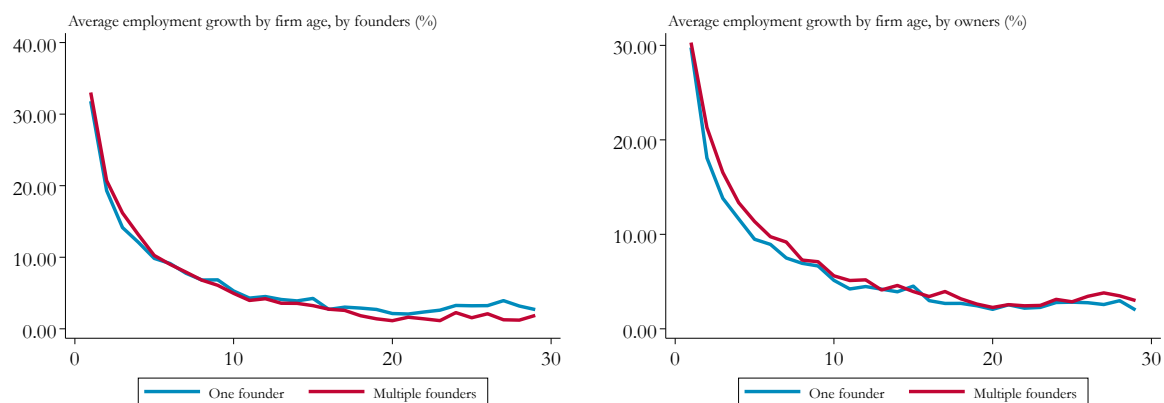 Average employment growth by firm age, by founders (%)
40.00
30.00
20.00
10.00
0.00
0 10 20 30
One founder Multiple founders
Average employment growth by firm age, by owners (%)
30.00
20.00
10.00
0.00
0 10 20 30
One founder Multiple founders